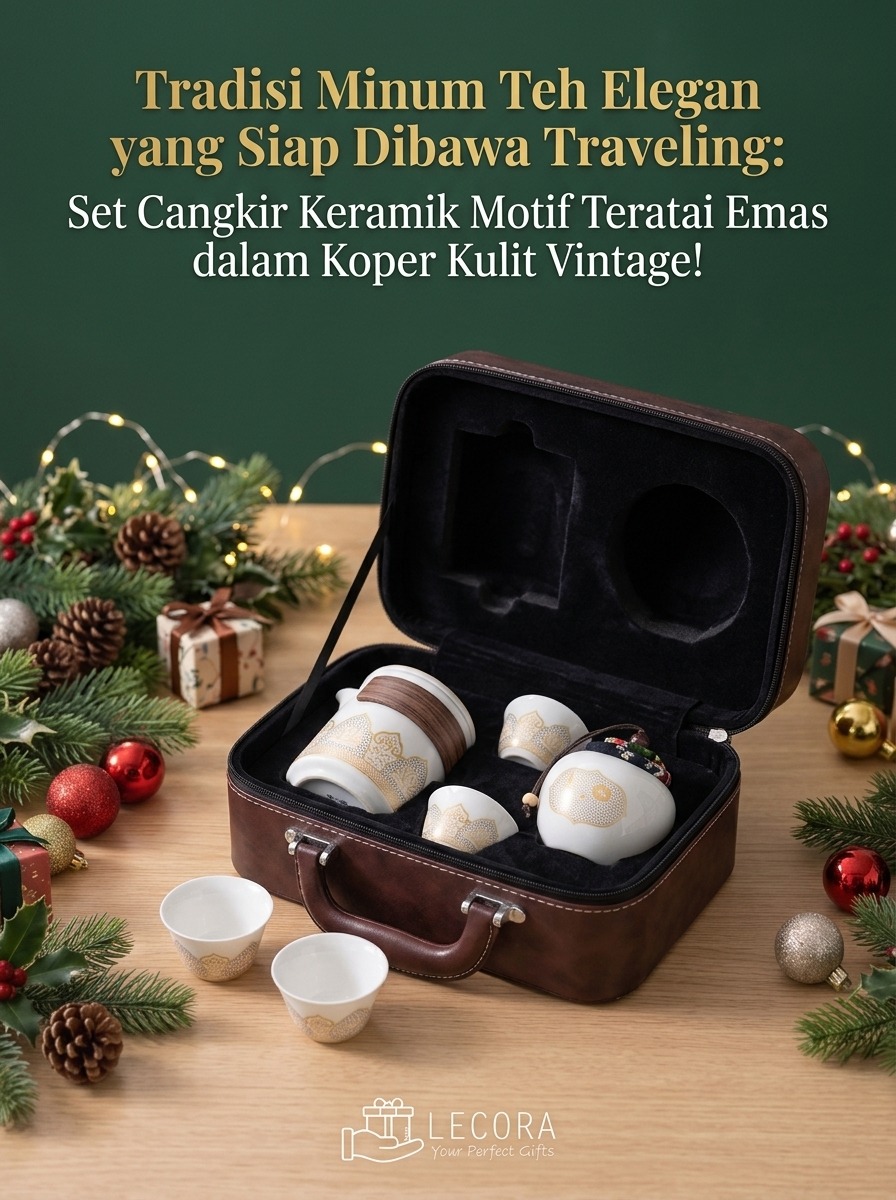 Tradisi Minum Teh Elegan
yang Siap Dibawa Traveling:
Set Cangkir Keramik Motif Teratai Emas
dalam Koper Kulit Vintage!
LECORA
Your Perfect Gifts